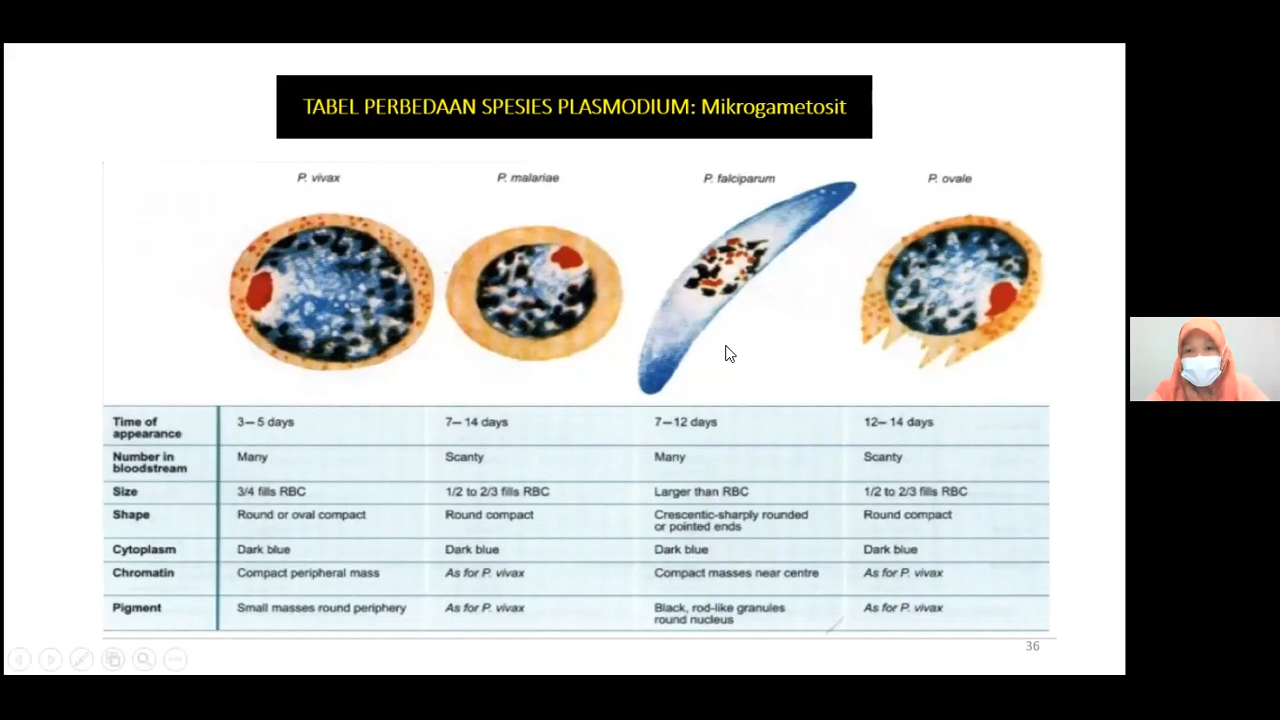 TABEL PERBEDAAN SPESIES PLASMODIUM: Mikrogametosit
P. vivax P. malariae P. falciparum P. ovale
Time of appearance 3–5 days 7–14 days 7–12 days 12–14 days
Number in bloodstream Many Scanty Many Scanty
Size 3/4 fills RBC 1/2 to 2/3 fills RBC Larger than RBC 1/2 to 2/3 fills RBC
Shape Round or oval compact Round compact Crescentic-sharply rounded or pointed ends Round compact
Cytoplasm Dark blue Dark blue Dark blue Dark blue
Chromatin Compact peripheral mass As for P. vivax Compact masses near centre As for P. vivax
Pigment Small masses round periphery As for P. vivax Black, rod-like granules round nucleus As for P. vivax
36